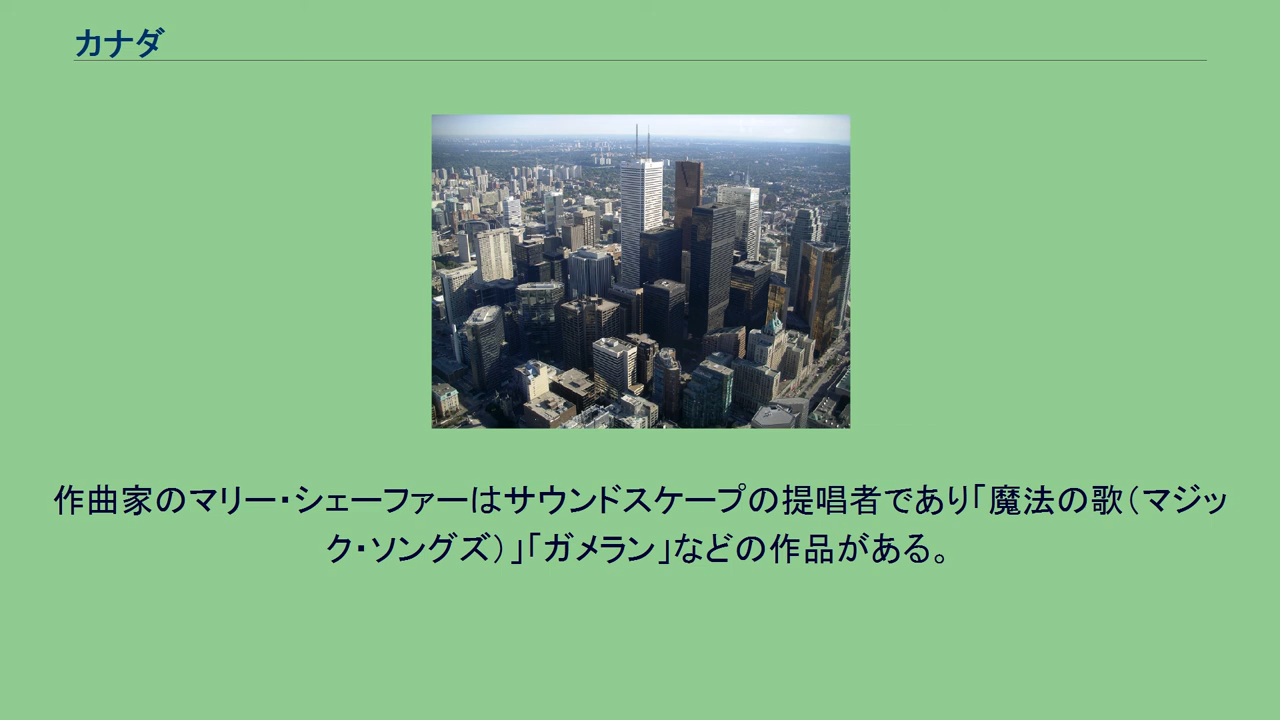 カナダ
作曲家のマリー・シェーファーはサウンドスケープの提唱者であり「魔法の歌（マジッ
ク・ソングズ）」「ガメラン」などの作品がある。